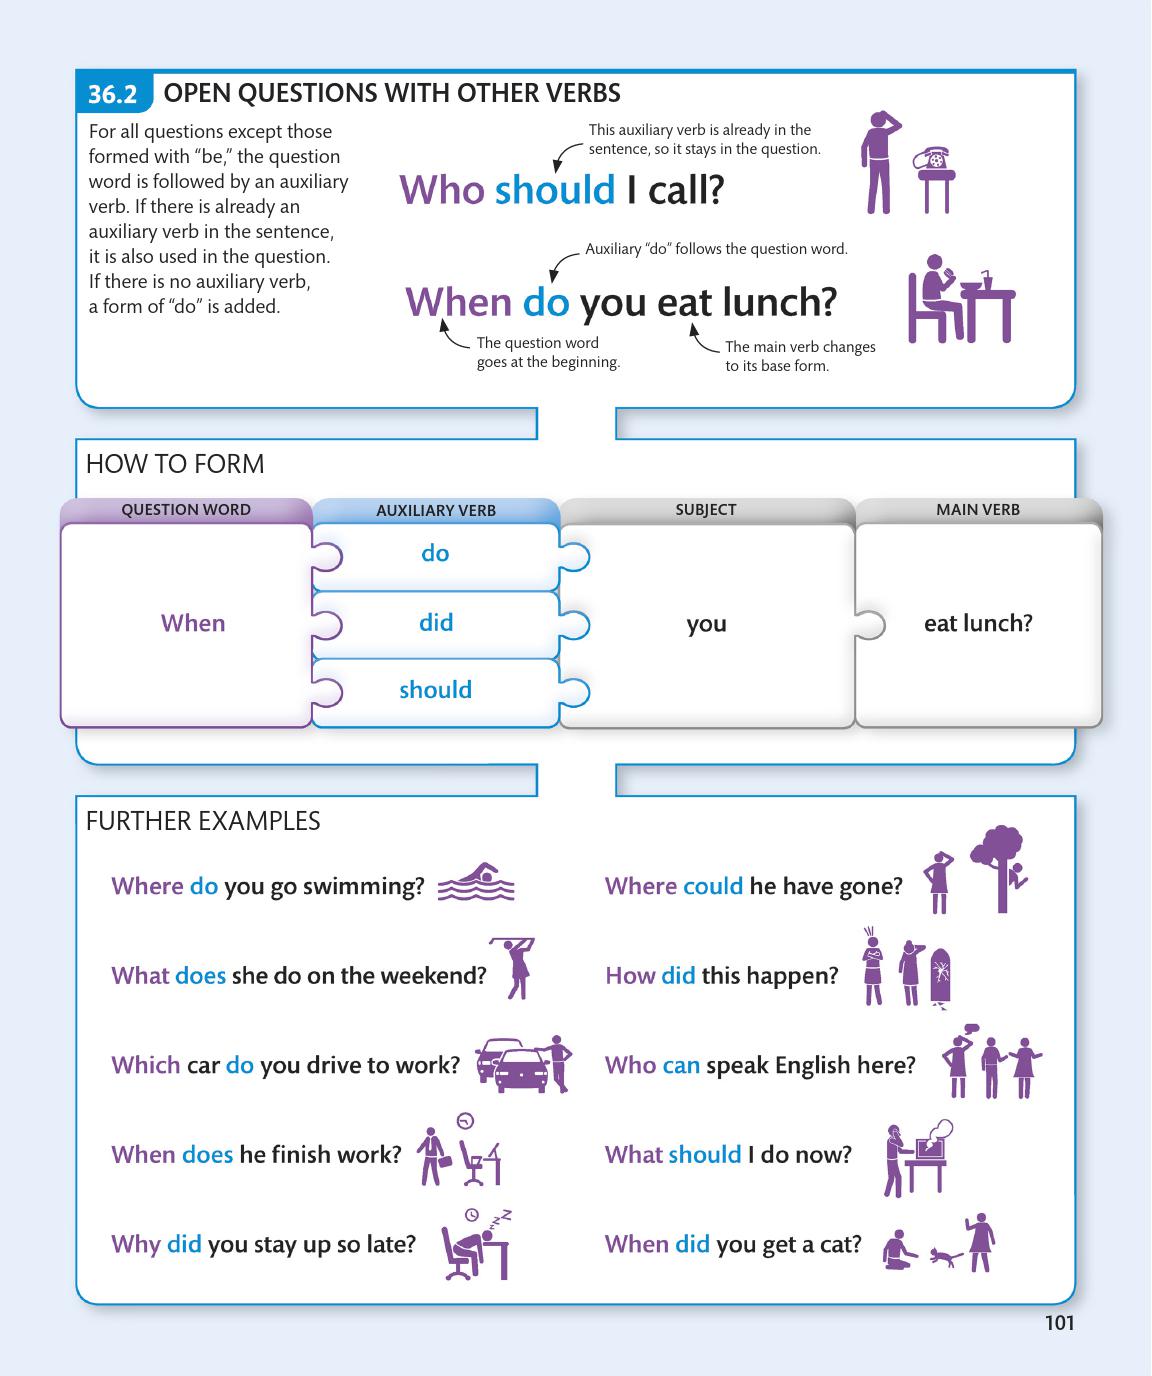 36.2 OPEN QUESTIONS WITH OTHER VERBS
For all questions except those
formed with “be,” the question
word is followed by an auxiliary
verb. If there is already an
auxiliary verb in the sentence,
it is also used in the question.
If there is no auxiliary verb,
a form of “do” is added.
This auxiliary verb is already in the
sentence, so it stays in the question.
Who should I call?
Auxiliary “do” follows the question word.
When do you eat lunch?
The question word
goes at the beginning.
The main verb changes
to its base form.
HOW TO FORM
QUESTION WORD AUXILIARY VERB SUBJECT MAIN VERB
do
When did you eat lunch?
should
FURTHER EXAMPLES
Where do you go swimming?
What does she do on the weekend?
Which car do you drive to work?
When does he finish work?
Why did you stay up so late?
Where could he have gone?
How did this happen?
Who can speak English here?
What should I do now?
When did you get a cat?
zzZ
101